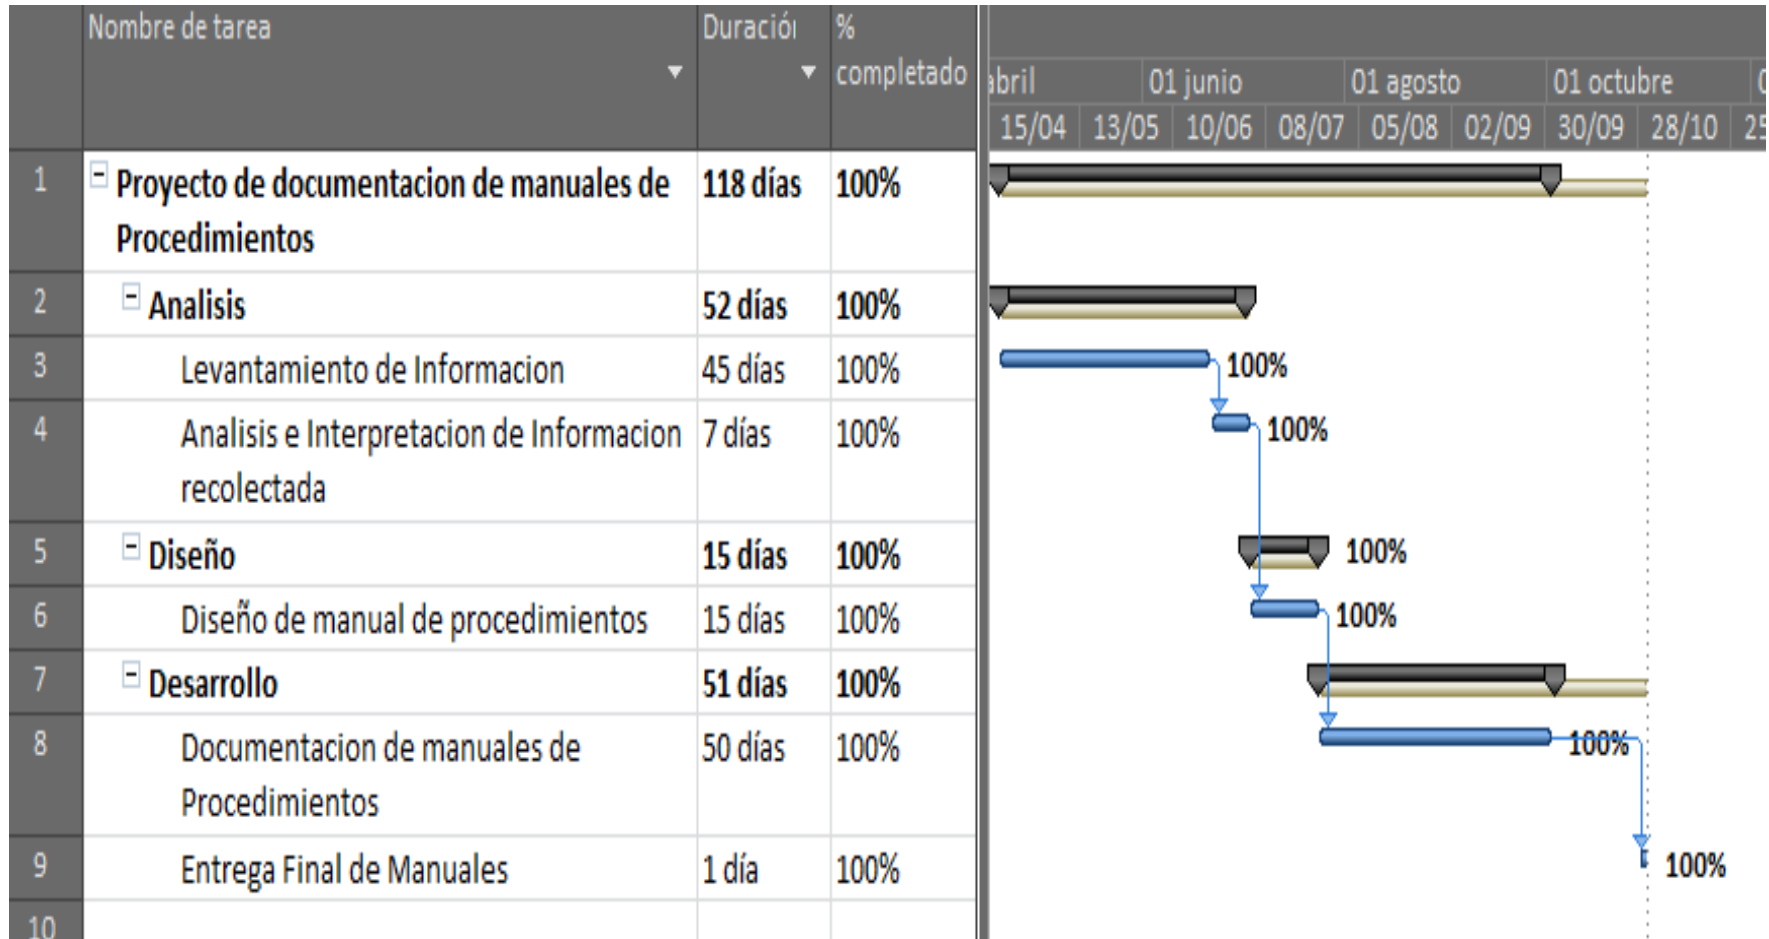 Nombre de tarea Duració %
completado
abril 01 junio 01 agosto 01 octubre 0
15/04 13/05 10/06 08/07 05/08 02/09 30/09 28/10 25
1 Proyecto de documentacion de manuales de 118 días 100%
Procedimientos
2 Analisis 52 días 100%
3 Levantamiento de Informacion 45 días 100% 100%
4 Analisis e Interpretacion de Informacion 7 días 100% 100%
recolectada
5 Diseño 15 días 100% 100%
6 Diseño de manual de procedimientos 15 días 100% 100%
7 Desarrollo 51 días 100%
8 Documentacion de manuales de 50 días 100% 100%
Procedimientos
9 Entrega Final de Manuales 1 día 100% 100%
10